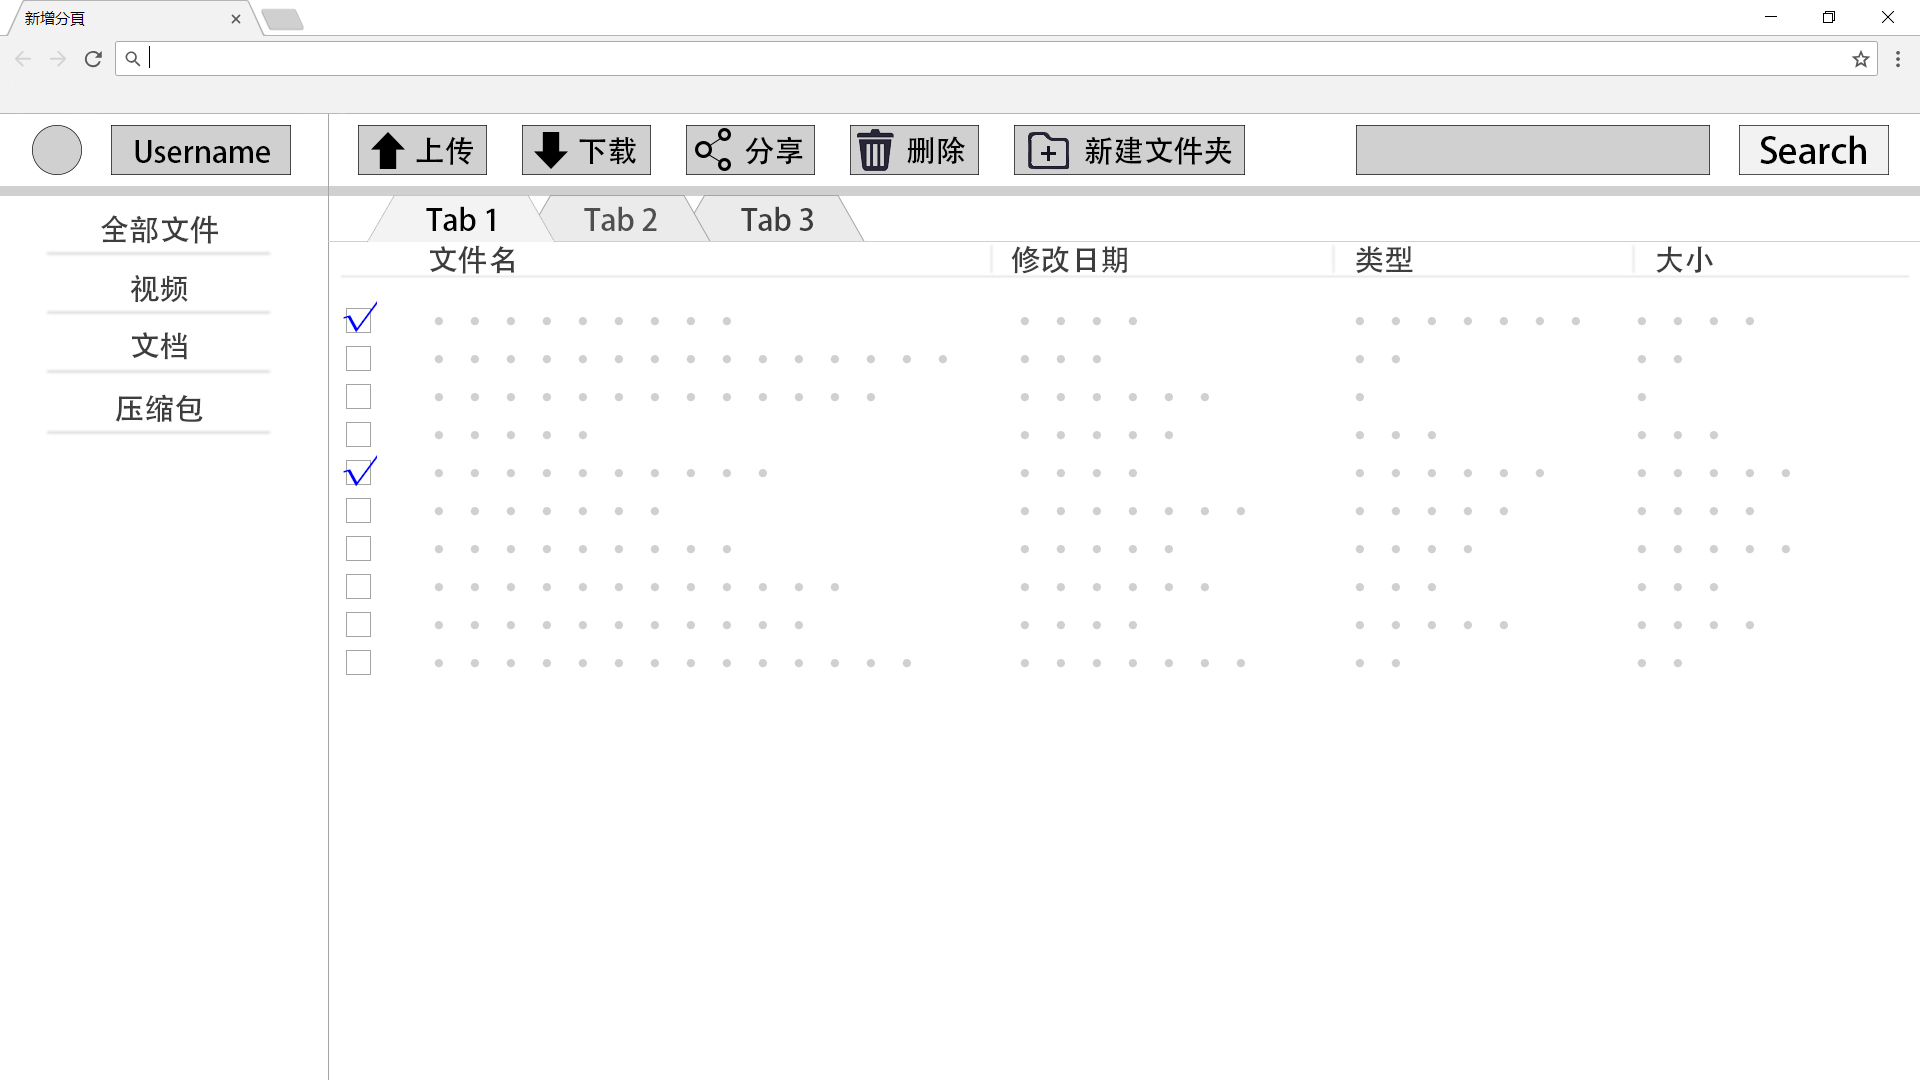 新增分頁
Username
上传
下载
分享
删除
新建文件夹
Search
全部文件
视频
文档
压缩包
Tab 1
Tab 2
Tab 3
文件名
修改日期
类型
大小